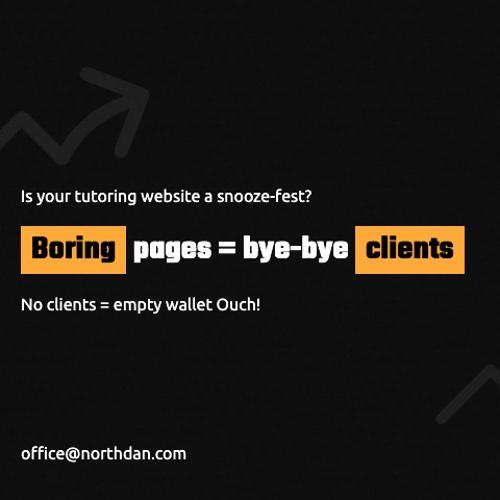 Is your tutoring website a snooze-fest?
Boring pages = bye-bye clients
No clients = empty wallet Ouch!
office@northdan.com